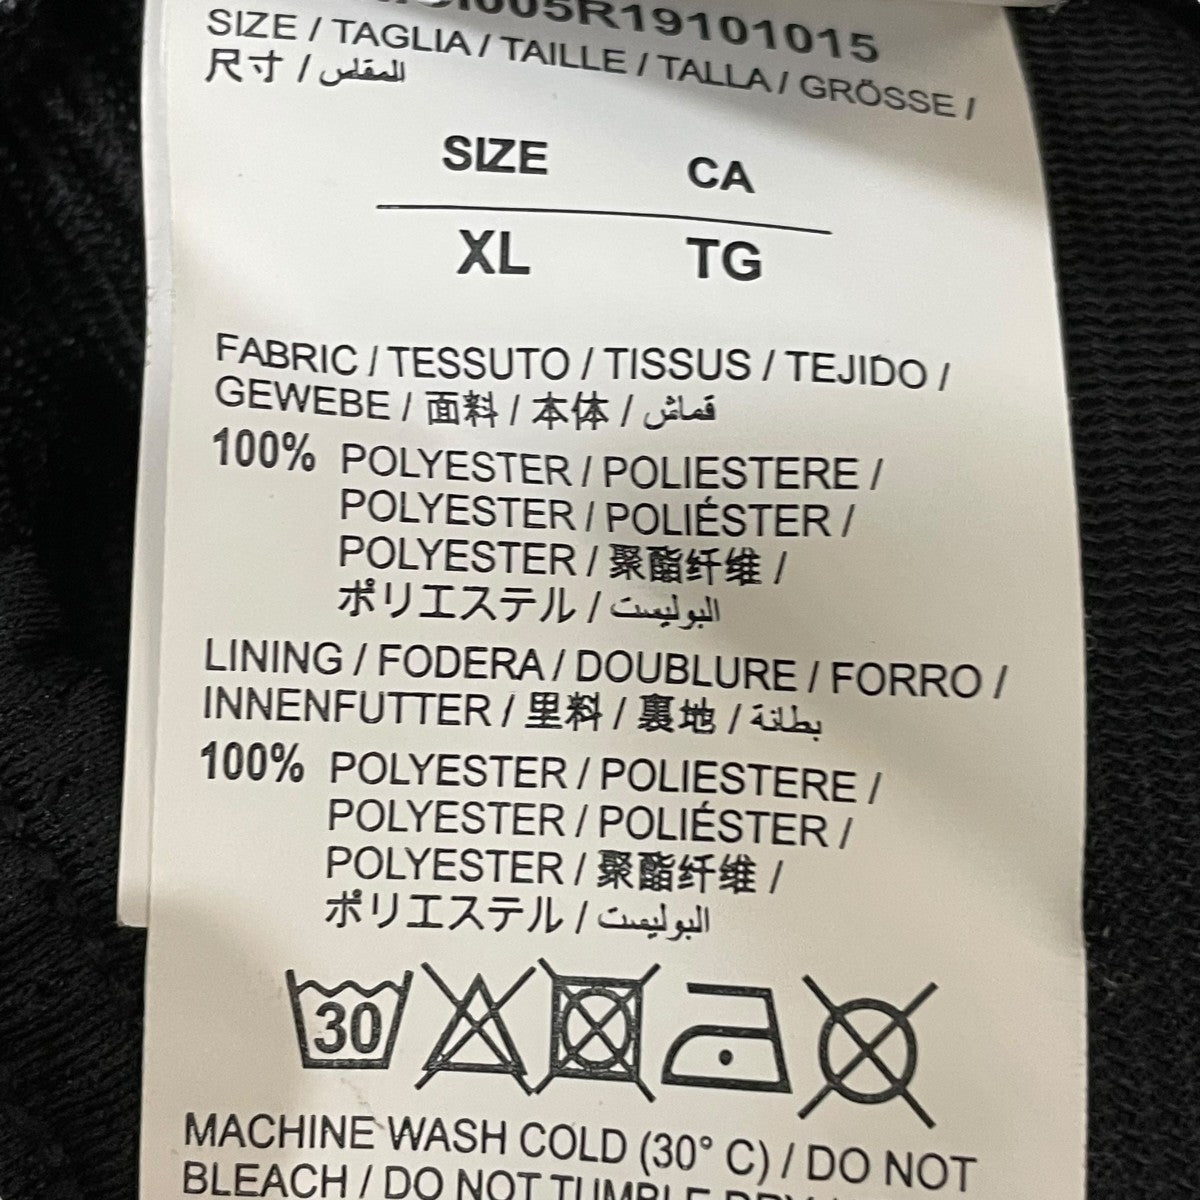 005R19101015
SIZE / TAGLIA / TAILLE / TALLA / GRÖSSE /
尺寸 / المقاس
SIZE CA
XL TG
FABRIC / TESSUTO / TISSUS / TEJIDO /
GEWEBE / 面料 / 本体 / قماش
100% POLYESTER / POLIESTERE /
POLYESTER / POLIÉSTER /
POLYESTER / 聚酯纤维 /
ポリエステル / البوليست
LINING / FODERA / DOUBLURE / FORRO /
INNENFUTTER / 里料 / 裏地 / بطانة
100% POLYESTER / POLIESTERE /
POLYESTER / POLIÉSTER /
POLYESTER / 聚酯纤维 /
ポリエステル / البوليست
30
MACHINE WASH COLD (30° C) / DO NOT
BLEACH / DO NOT TUMBLE DRY